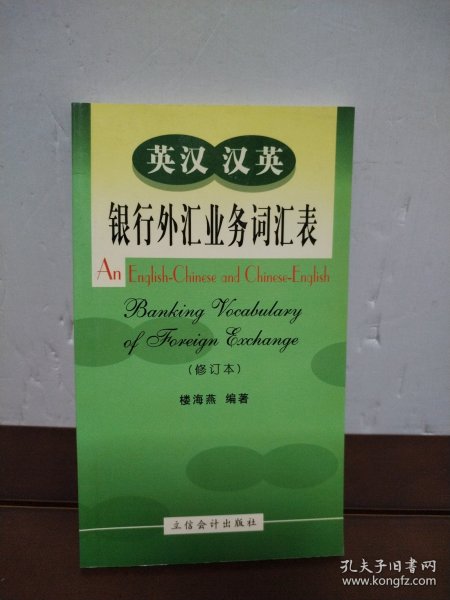 英汉 汉英
银行外汇业务词汇表
An English-Chinese and Chinese-English
Banking Vocabulary
of Foreign Exchange
(修订本)
楼海燕 编著
立信会计出版社
孔夫子旧书网
www.kongfz.com